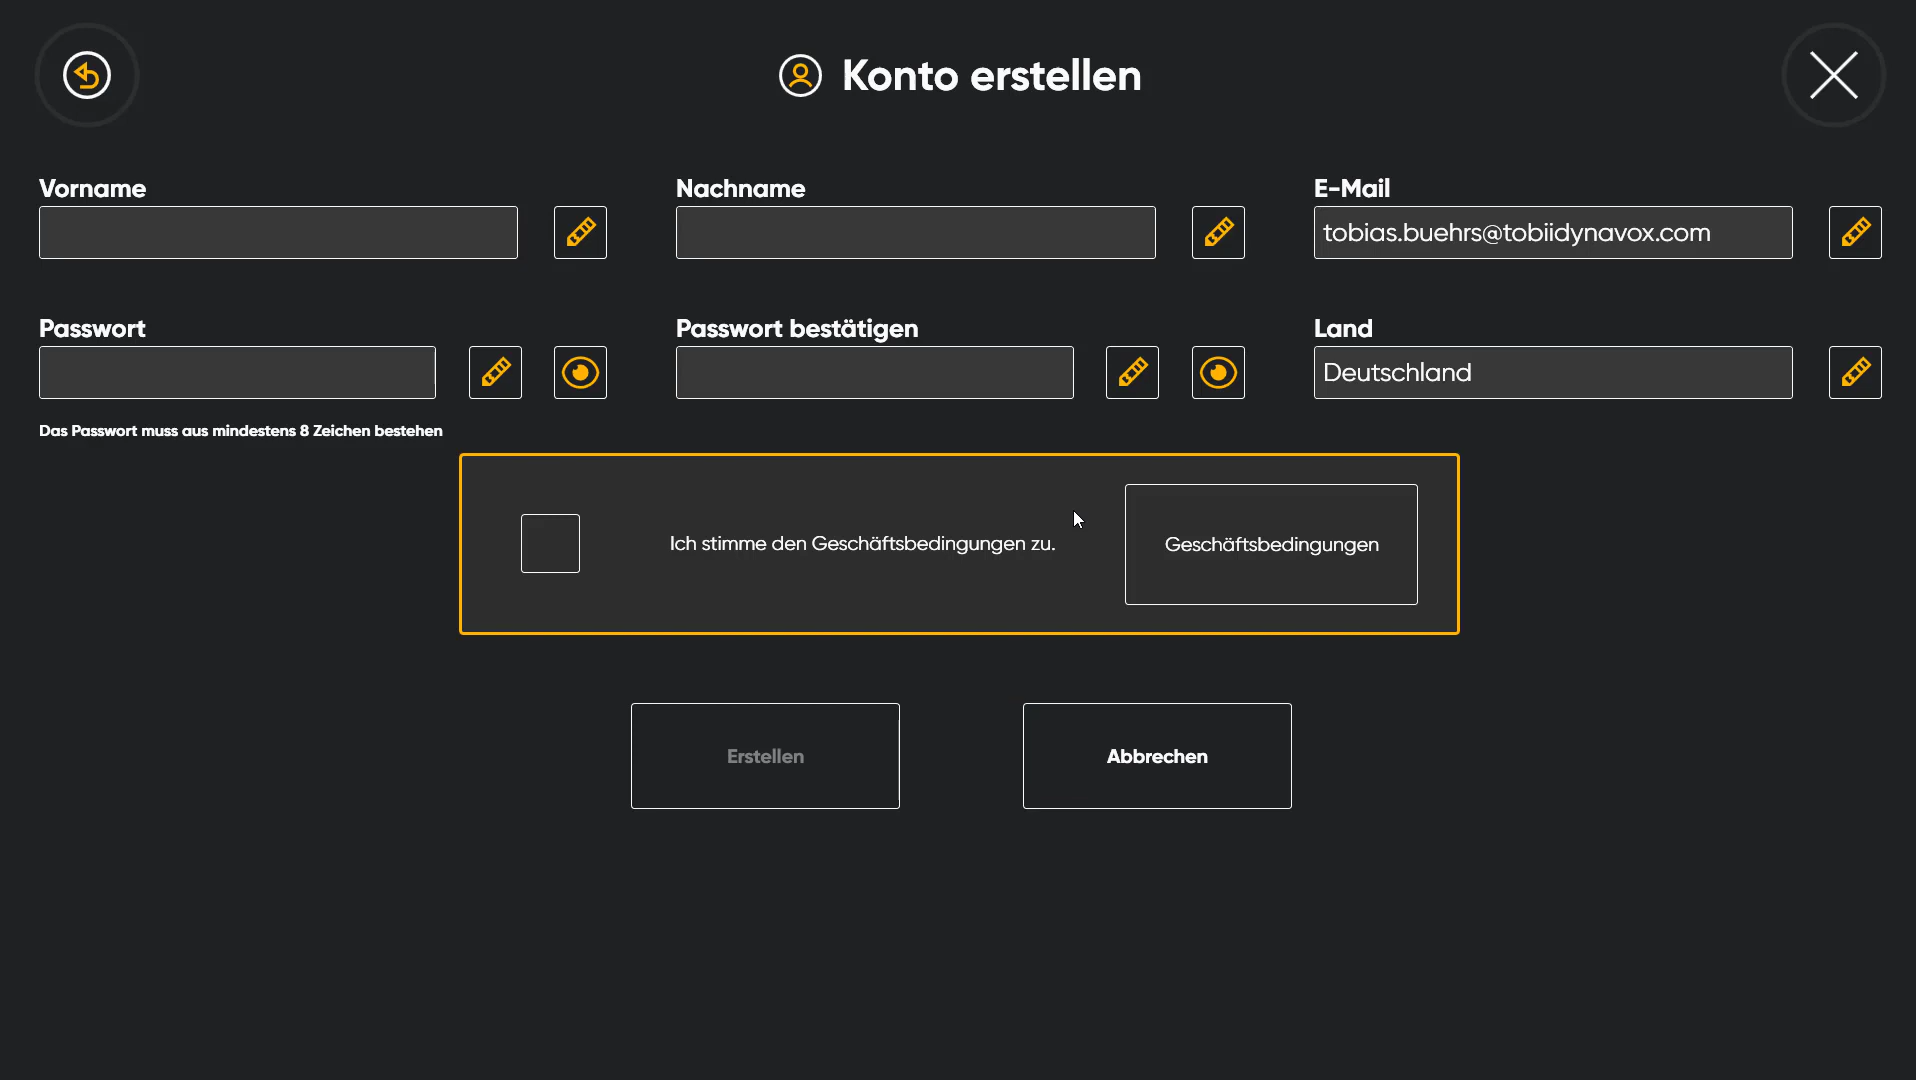 Konto erstellen
Vorname
Nachname
E-Mail
tobias.buehrs@tobiidynavox.com
Passwort
Passwort bestätigen
Land
Deutschland
Das Passwort muss aus mindestens 8 Zeichen bestehen
Ich stimme den Geschäftsbedingungen zu.
Geschäftsbedingungen
Erstellen
Abbrechen